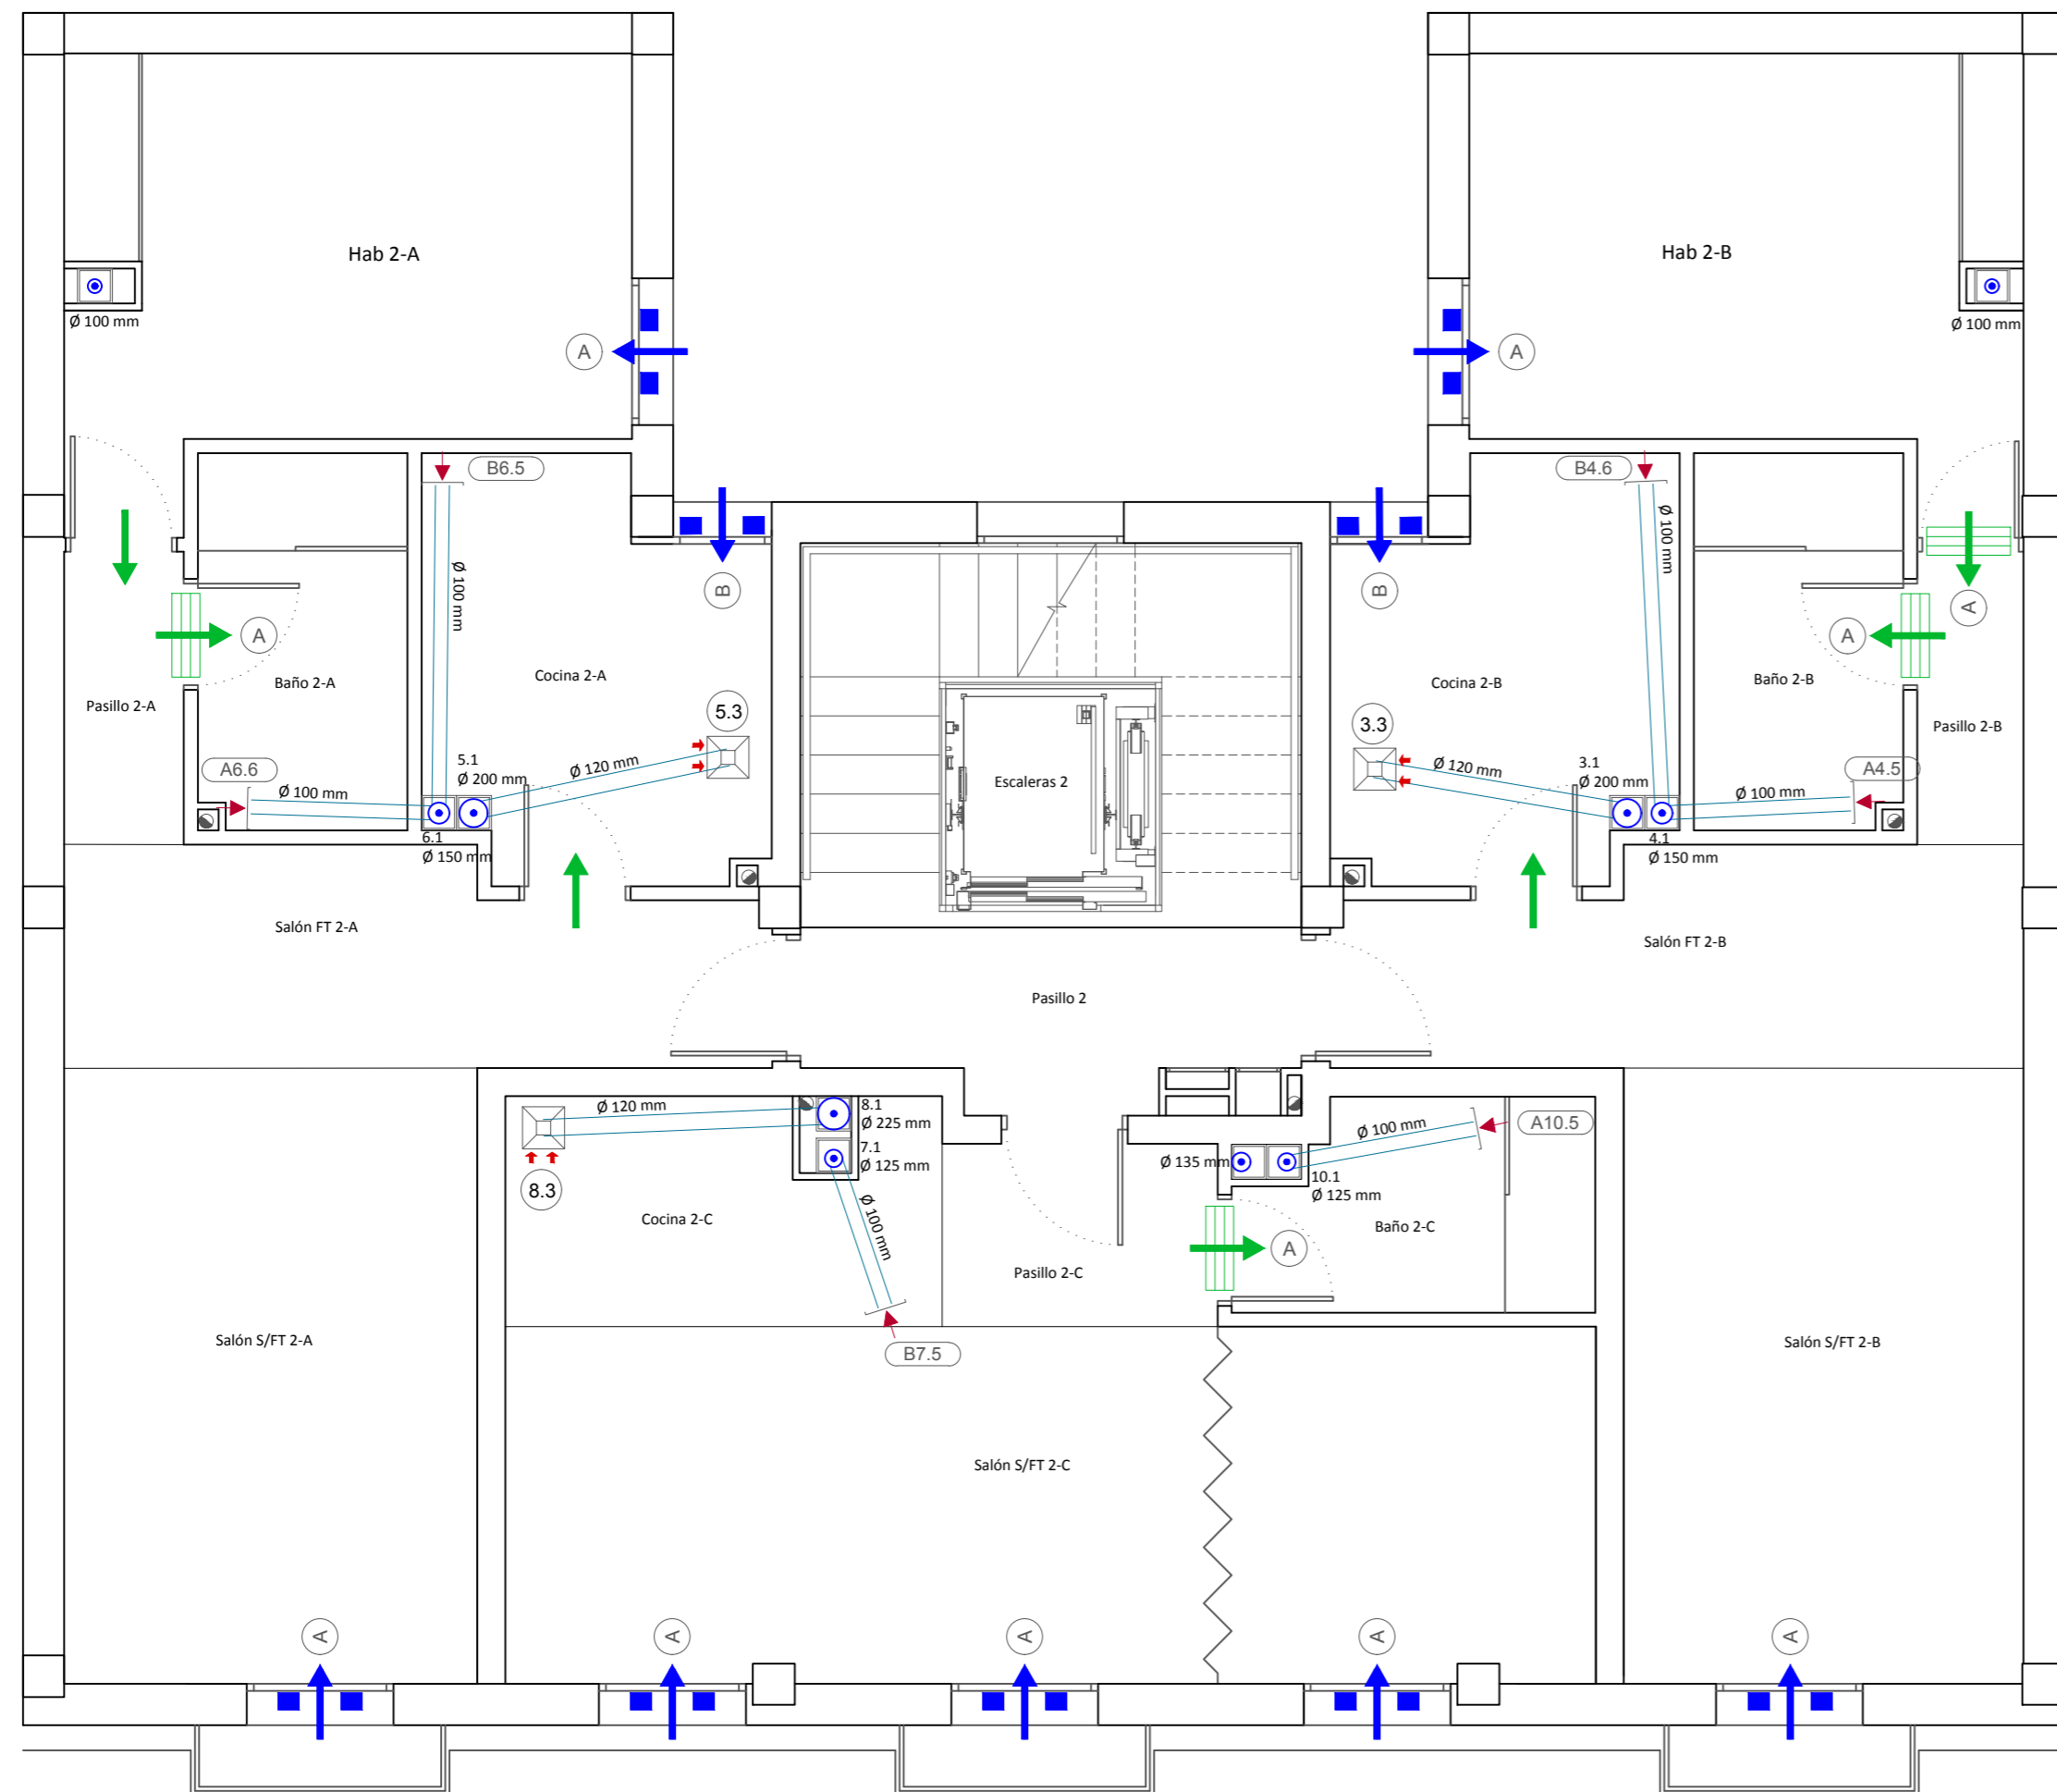 Hab 2-A
Hab 2-B
Ø 100 mm
Ø 100 mm
A
A
B6.5
B4.6
Ø 100 mm
Ø 100 mm
B
B
A
A
A
Baño 2-A
Cocina 2-A
Cocina 2-B
Baño 2-B
Pasillo 2-A
Pasillo 2-B
5.3
3.3
A6.6
5.1
Ø 200 mm
Ø 120 mm
Escaleras 2
Ø 120 mm
3.1
Ø 200 mm
A4.5
Ø 100 mm
Ø 100 mm
6.1
Ø 150 mm
4.1
Ø 150 mm
Salón FT 2-A
Salón FT 2-B
Pasillo 2
Ø 120 mm
8.1
Ø 225 mm
7.1
Ø 125 mm
Ø 100 mm
A10.5
Ø 135 mm
10.1
Ø 125 mm
8.3
Cocina 2-C
Ø 100 mm
Baño 2-C
A
Pasillo 2-C
Salón S/FT 2-A
B7.5
Salón S/FT 2-B
Salón S/FT 2-C
A
A
A
A
A